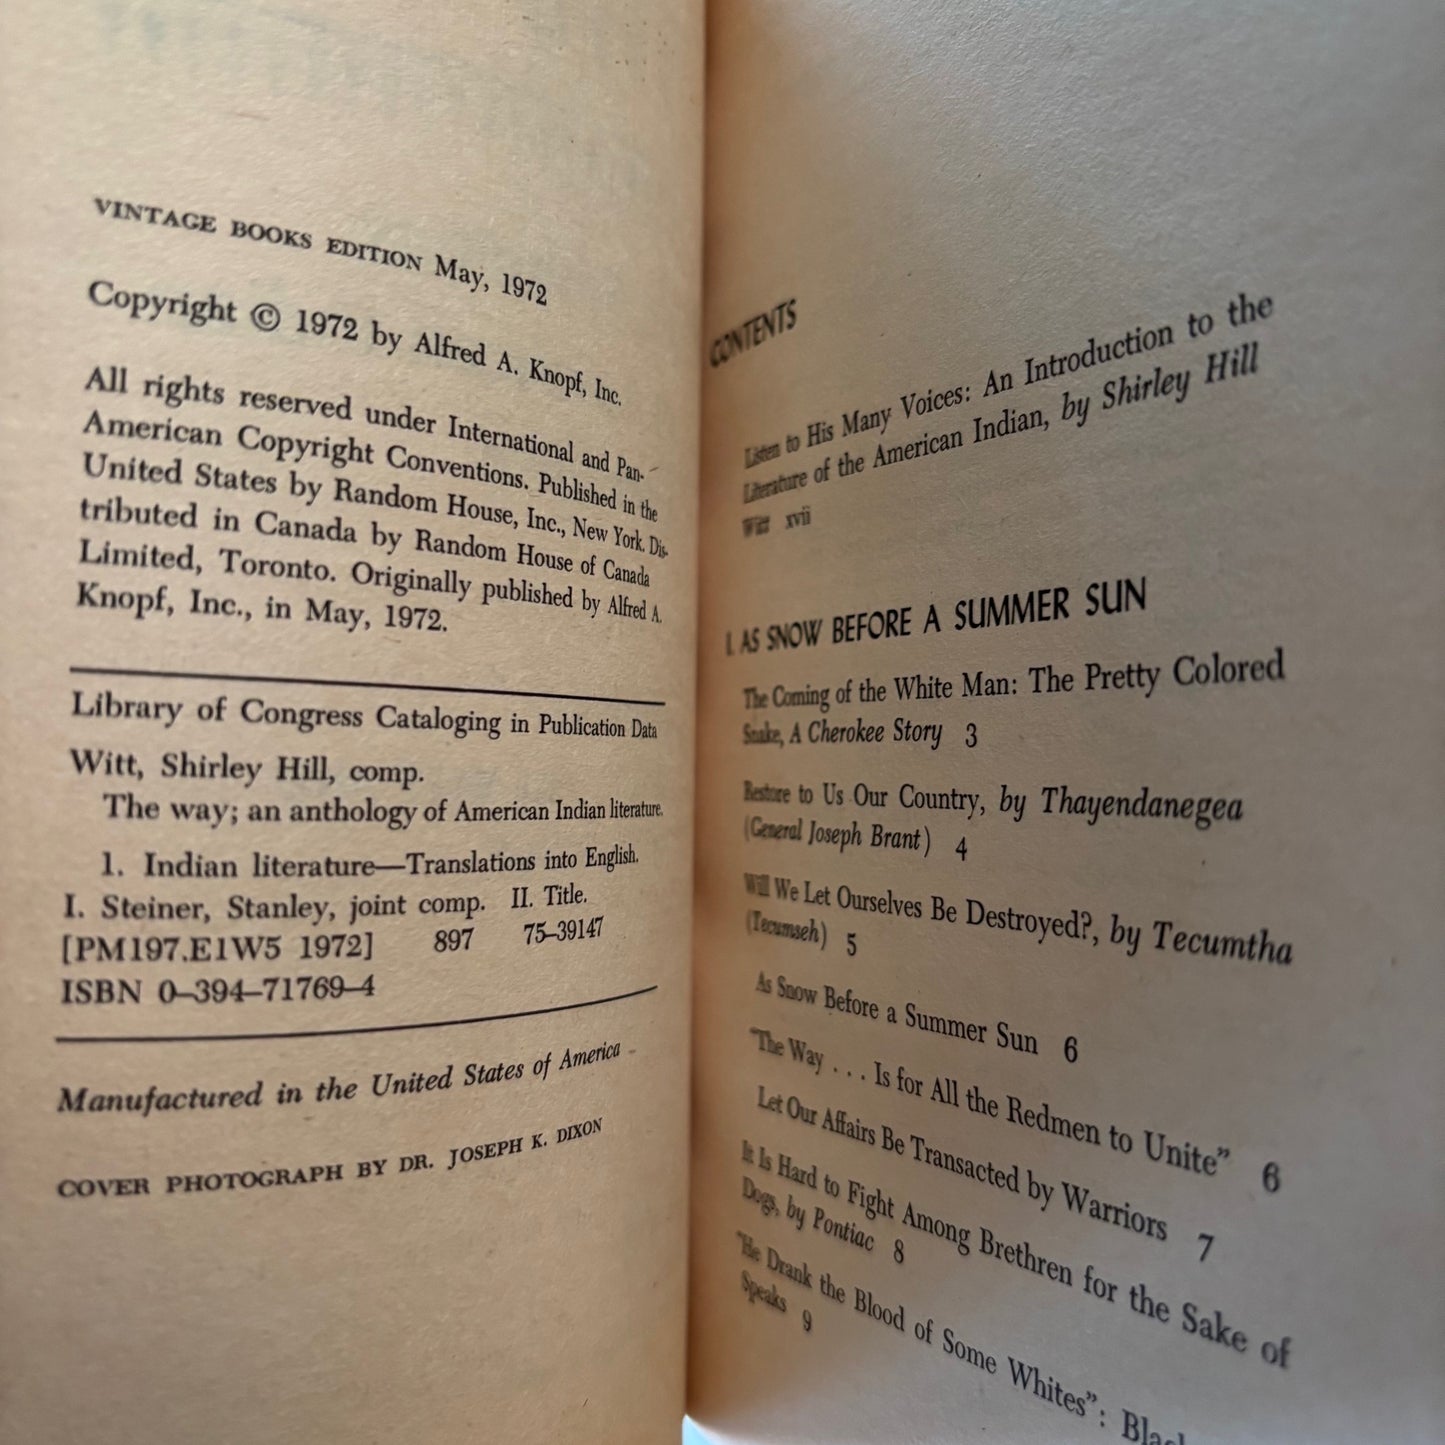 VINTAGE BOOKS EDITION May, 1972
Copyright © 1972 by Alfred A. Knopf, Inc.
All rights reserved under International and Pan-
American Copyright Conventions. Published in the
United States by Random House, Inc., New York. Dis-
tributed in Canada by Random House of Canada
Limited, Toronto. Originally published by Alfred A.
Knopf, Inc., in May, 1972.
Library of Congress Cataloging in Publication Data
Witt, Shirley Hill, comp.
The way; an anthology of American Indian literature.
1. Indian literature—Translations into English.
I. Steiner, Stanley, joint comp. II. Title.
[PM197.E1W5 1972] 897 75–39147
ISBN 0–394–71769–4
Manufactured in the United States of America
COVER PHOTOGRAPH BY DR. JOSEPH K. DIXON
CONTENTS
Listen to His Many Voices: An Introduction to the
Literature of the American Indian, by Shirley Hill
Witt xvii
I. AS SNOW BEFORE A SUMMER SUN
The Coming of the White Man: The Pretty Colored
Snake, A Cherokee Story 3
Restore to Us Our Country, by Thayendanegea
(General Joseph Brant) 4
Will We Let Ourselves Be Destroyed?, by Tecumtha
(Tecumseh) 5
As Snow Before a Summer Sun 6
"The Way . . . Is for All the Redmen to Unite" 6
Let Our Affairs Be Transacted by Warriors 7
It Is Hard to Fight Among Brethren for the Sake of
Dogs, by Pontiac 8
"He Drank the Blood of Some Whites":
Speaks 9